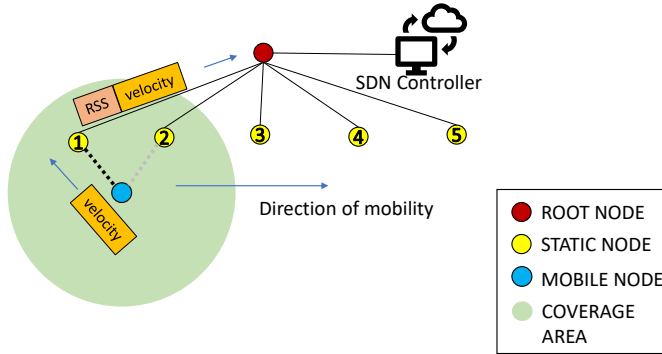 SDN Controller
RSS velocity
1 2 3 4 5
velocity
Direction of mobility
ROOT NODE
STATIC NODE
MOBILE NODE
COVERAGE
AREA